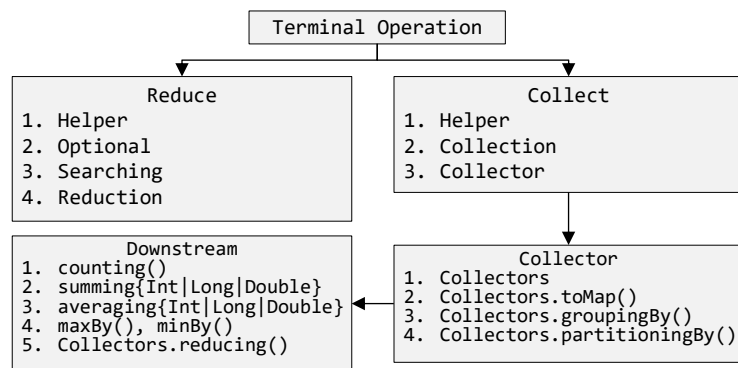 Terminal Operation
Reduce
1. Helper
2. Optional
3. Searching
4. Reduction
Collect
1. Helper
2. Collection
3. Collector
Collector
1. Collectors
2. Collectors.toMap()
3. Collectors.groupingBy()
4. Collectors.partitioningBy()
Downstream
1. counting()
2. summing{Int|Long|Double}
3. averaging{Int|Long|Double}
4. maxBy(), minBy()
5. Collectors.reducing()